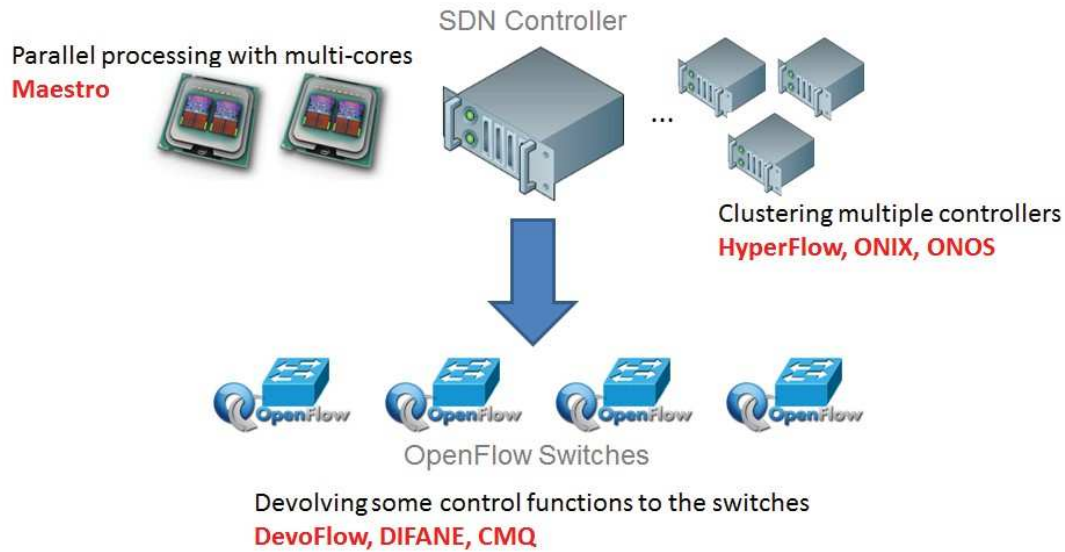 SDN Controller
Parallel processing with multi-cores
Maestro
...
Clustering multiple controllers
HyperFlow, ONIX, ONOS
OpenFlow
OpenFlow
OpenFlow
OpenFlow
OpenFlow Switches
Devolving some control functions to the switches
DevoFlow, DIFANE, CMQ